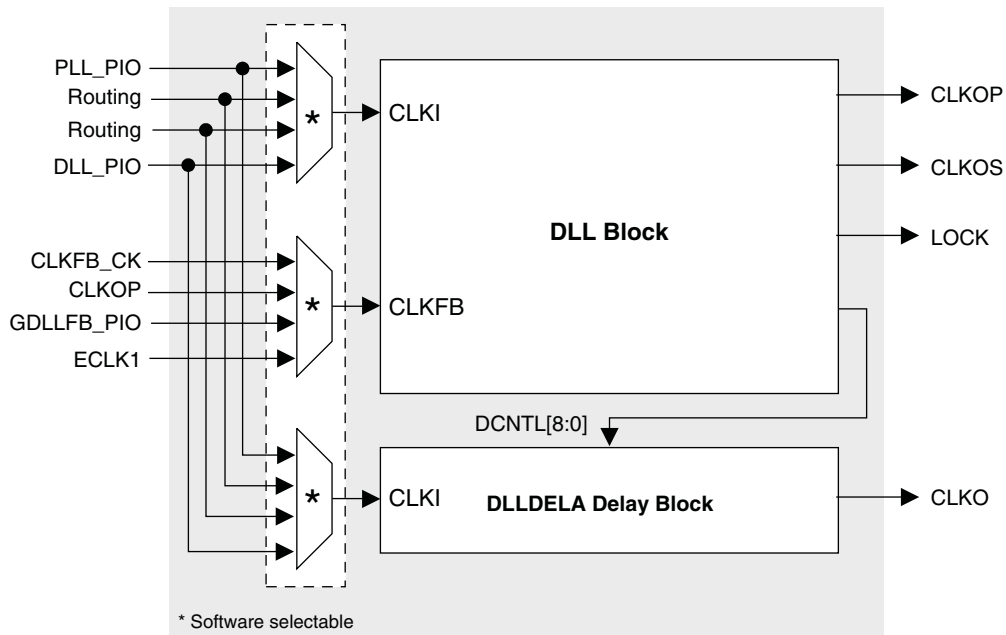 PLL_PIO
Routing
Routing
DLL_PIO
*
CLKI
CLKOP
CLKOS
LOCK
DLL Block
CLKFB_CK
CLKOP
GDLLFB_PIO
ECLK1
*
CLKFB
DCNTL[8:0]
*
CLKI
DLLDELA Delay Block
CLKO
* Software selectable